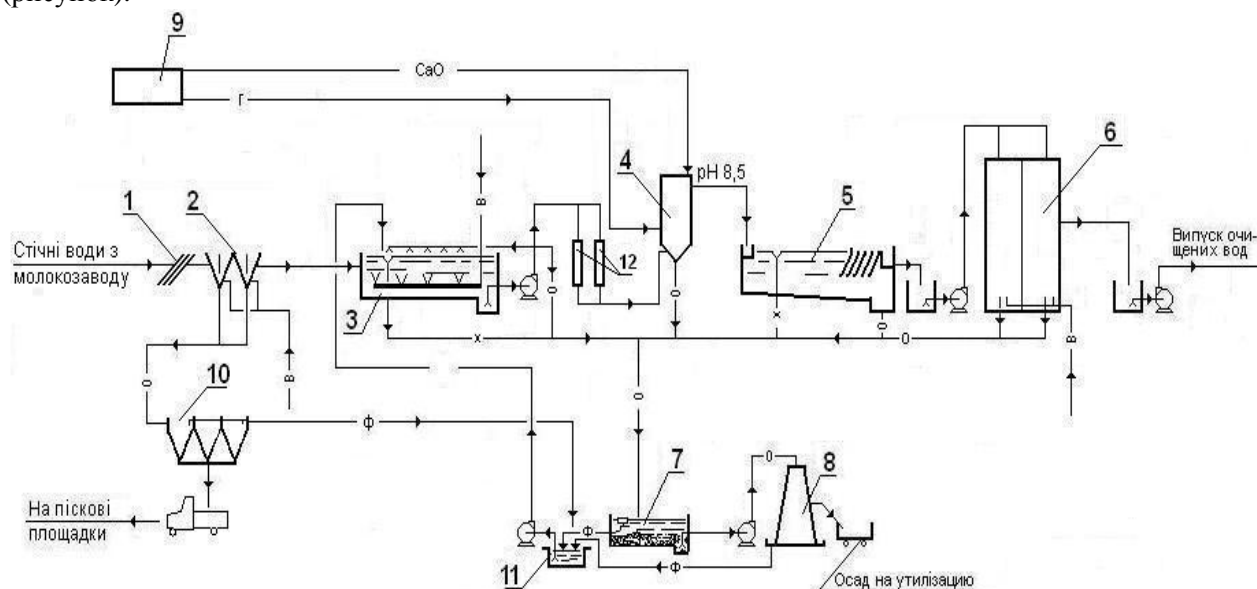 (рисунок).
9
CaO
Г
6
4
pH 8,5
5
1
2
В
Стічні води з
молокозаводу
12
Випуск очи-
щених вод
3
О
Х
О
Х
О
О
В
О
В
10
О
Ф
7
О
8
На піскові
площадки
Ф
11
Ф
Осад на утилізацію